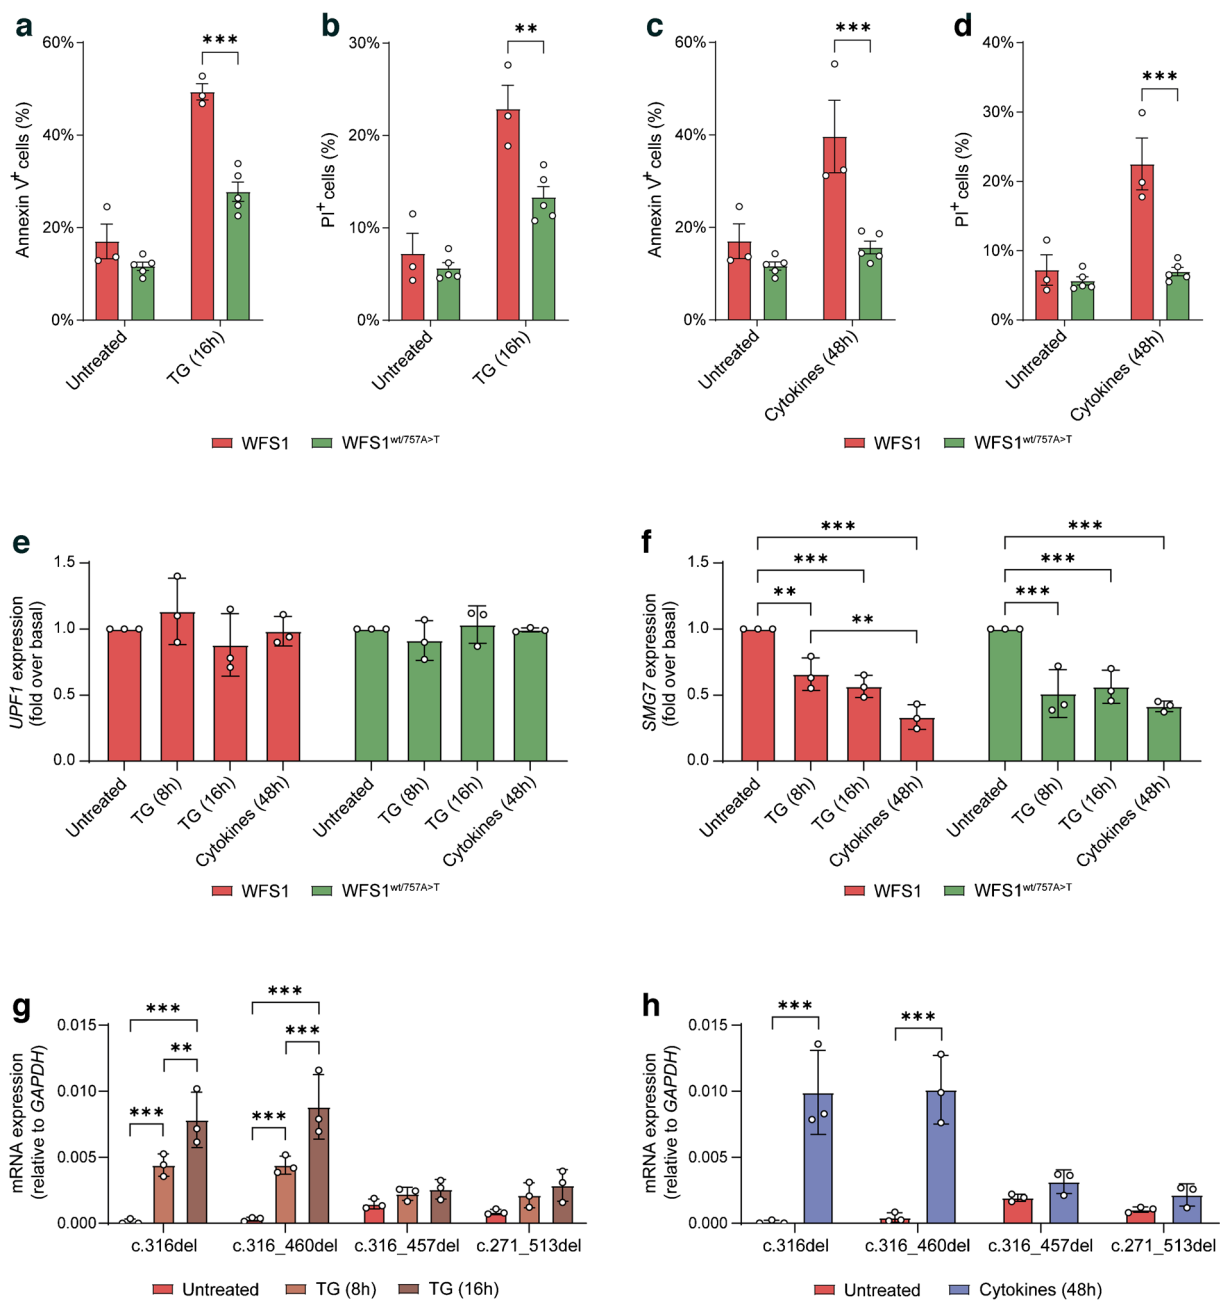 a
Annexin V+ cells (%)
60%
40%
20%
0%
***
Untreated
TG (16h)
b
PI+ cells (%)
30%
20%
10%
0%
**
Untreated
TG (16h)
WFS1
WFS1wt/757A>T
c
Annexin V+ cells (%)
60%
40%
20%
0%
***
Untreated
Cytokines (48h)
d
PI+ cells (%)
40%
30%
20%
10%
0%
***
Untreated
Cytokines (48h)
WFS1
WFS1wt/757A>T
e
UPF1 expression
(fold over basal)
1.5
1.0
0.5
0.0
Untreated
TG (8h)
TG (16h)
Cytokines (48h)
Untreated
TG (8h)
TG (16h)
Cytokines (48h)
WFS1
WFS1wt/757A>T
f
SMG7 expression
(fold over basal)
1.5
1.0
0.5
0.0
***
***
**
**
***
***
***
Untreated
TG (8h)
TG (16h)
Cytokines (48h)
Untreated
TG (8h)
TG (16h)
Cytokines (48h)
WFS1
WFS1wt/757A>T
g
mRNA expression
(relative to GAPDH)
0.015
0.010
0.005
0.000
***
**
***
***
***
***
c.316del
c.316_460del
c.316_457del
c.271_513del
Untreated
TG (8h)
TG (16h)
h
mRNA expression
(relative to GAPDH)
0.015
0.010
0.005
0.000
***
***
c.316del
c.316_460del
c.316_457del
c.271_513del
Untreated
Cytokines (48h)